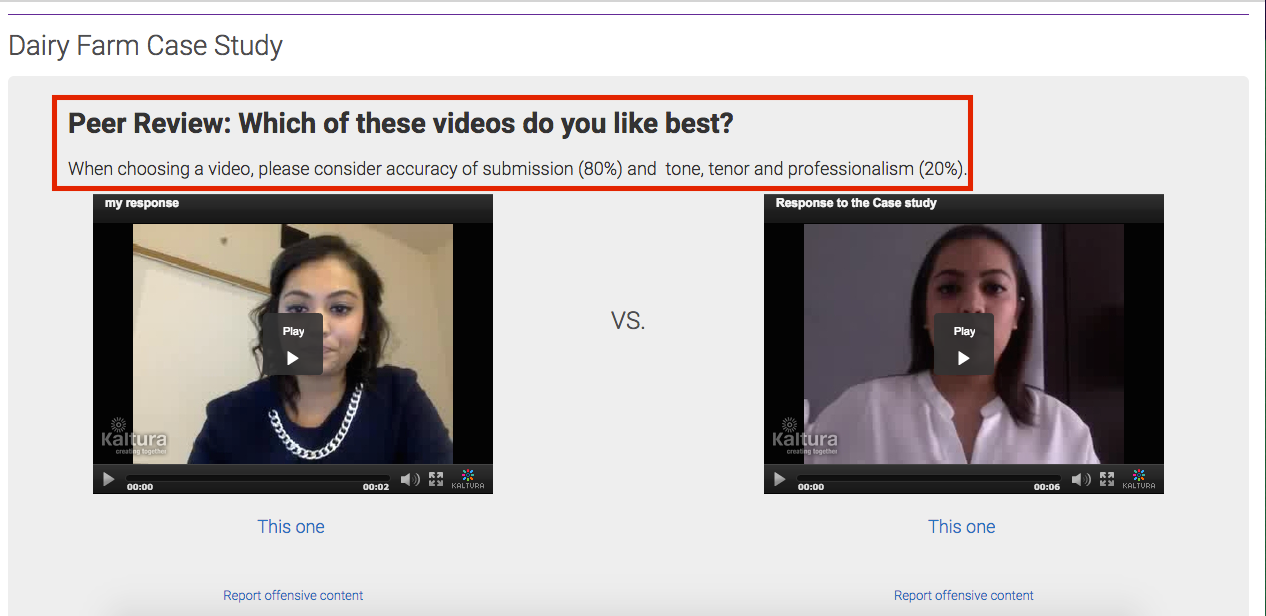 Dairy Farm Case Study
Peer Review: Which of these videos do you like best?
When choosing a video, please consider accuracy of submission (80%) and  tone, tenor and professionalism (20%).
my response
Play
Kaltura
creating together
00:00
00:02
KALTURA
This one
Report offensive content
VS.
Response to the Case study
Play
Kaltura
creating together
00:00
00:06
KALTURA
This one
Report offensive content